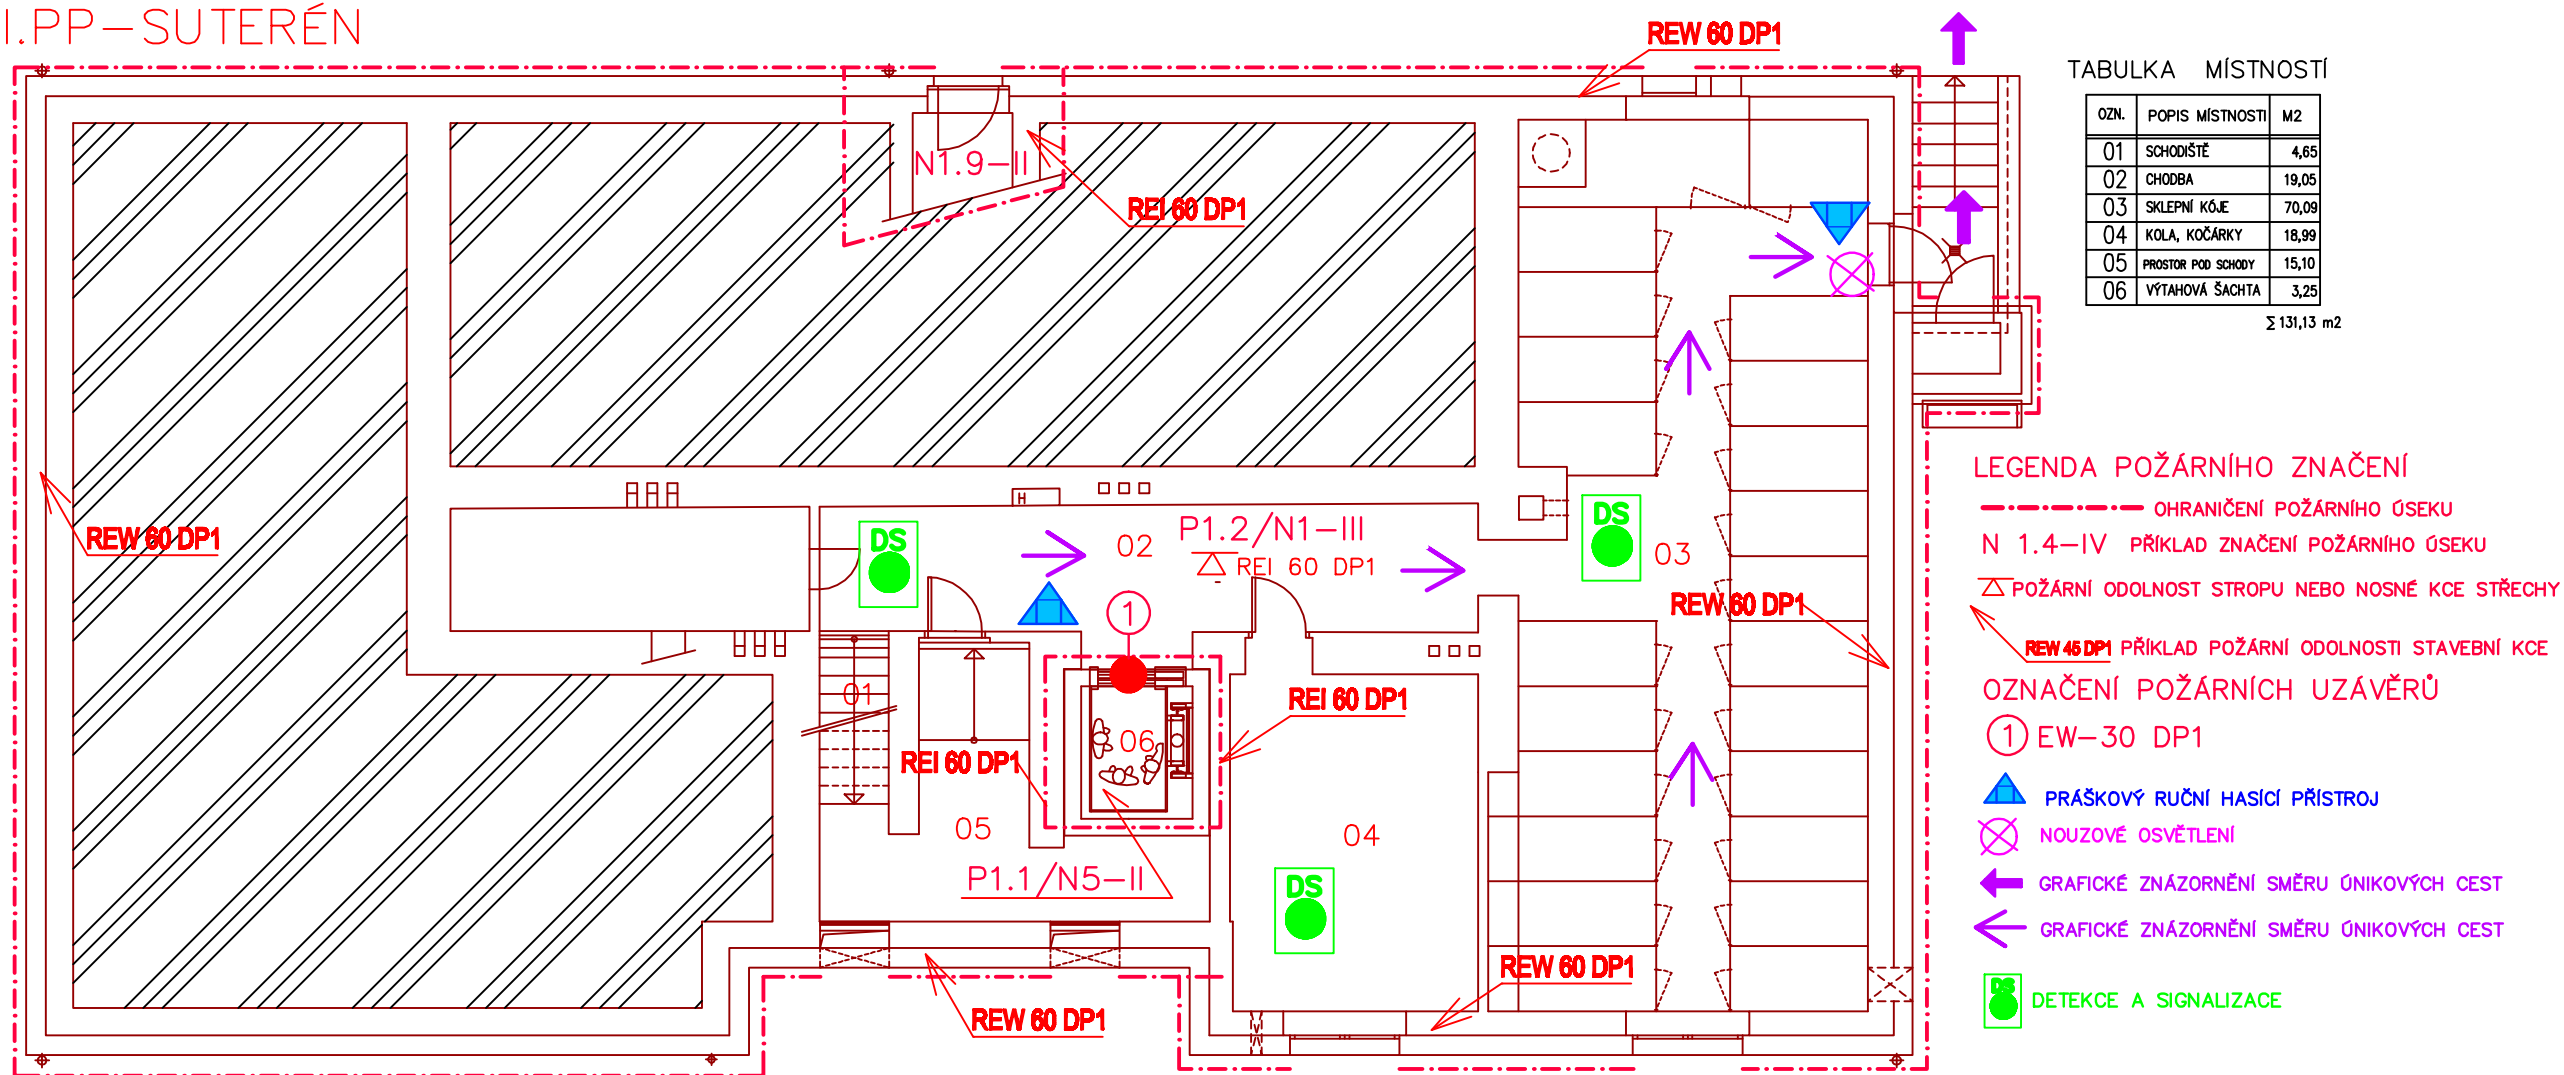 I.PP-SUTERÉN
REW 60 DP1
N1.9-II
REI 60 DP1
REW 60 DP1
DS
02
P1.2/N1-III
REI 60 DP1
H
1
DS
03
REW 60 DP1
01
REI 60 DP1
06
REI 60 DP1
05
04
P1.1/N5-II
DS
REW 60 DP1
REW 60 DP1
TABULKA MÍSTNOSTÍ
OZN. POPIS MÍSTNOSTI M2
01 SCHODIŠTĚ 4,65
02 CHODBA 19,05
03 SKLEPNÍ KÓJE 70,09
04 KOLA, KOČÁRKY 18,99
05 PROSTOR POD SCHODY 15,10
06 VÝTAHOVÁ ŠACHTA 3,25
Σ 131,13 m2
LEGENDA POŽÁRNÍHO ZNAČENÍ
OHRANIČENÍ POŽÁRNÍHO ÚSEKU
N 1.4-IV PŘÍKLAD ZNAČENÍ POŽÁRNÍHO ÚSEKU
POŽÁRNÍ ODOLNOST STROPU NEBO NOSNÉ KCE STŘECHY
REW 45 DP1 PŘÍKLAD POŽÁRNÍ ODOLNOSTI STAVEBNÍ KCE
OZNAČENÍ POŽÁRNÍCH UZÁVĚRŮ
1 EW-30 DP1
PRÁŠKOVÝ RUČNÍ HASÍCÍ PŘÍSTROJ
NOUZOVÉ OSVĚTLENÍ
GRAFICKÉ ZNÁZORNĚNÍ SMĚRU ÚNIKOVÝCH CEST
GRAFICKÉ ZNÁZORNĚNÍ SMĚRU ÚNIKOVÝCH CEST
DS DETEKCE A SIGNALIZACE